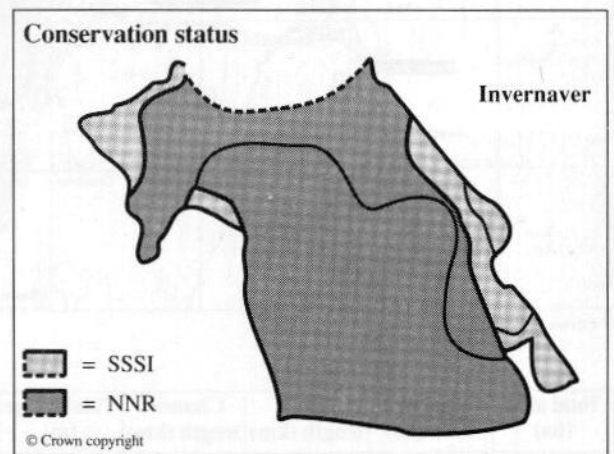 Conservation status
Invernaver
= SSSI
= NNR
© Crown copyright